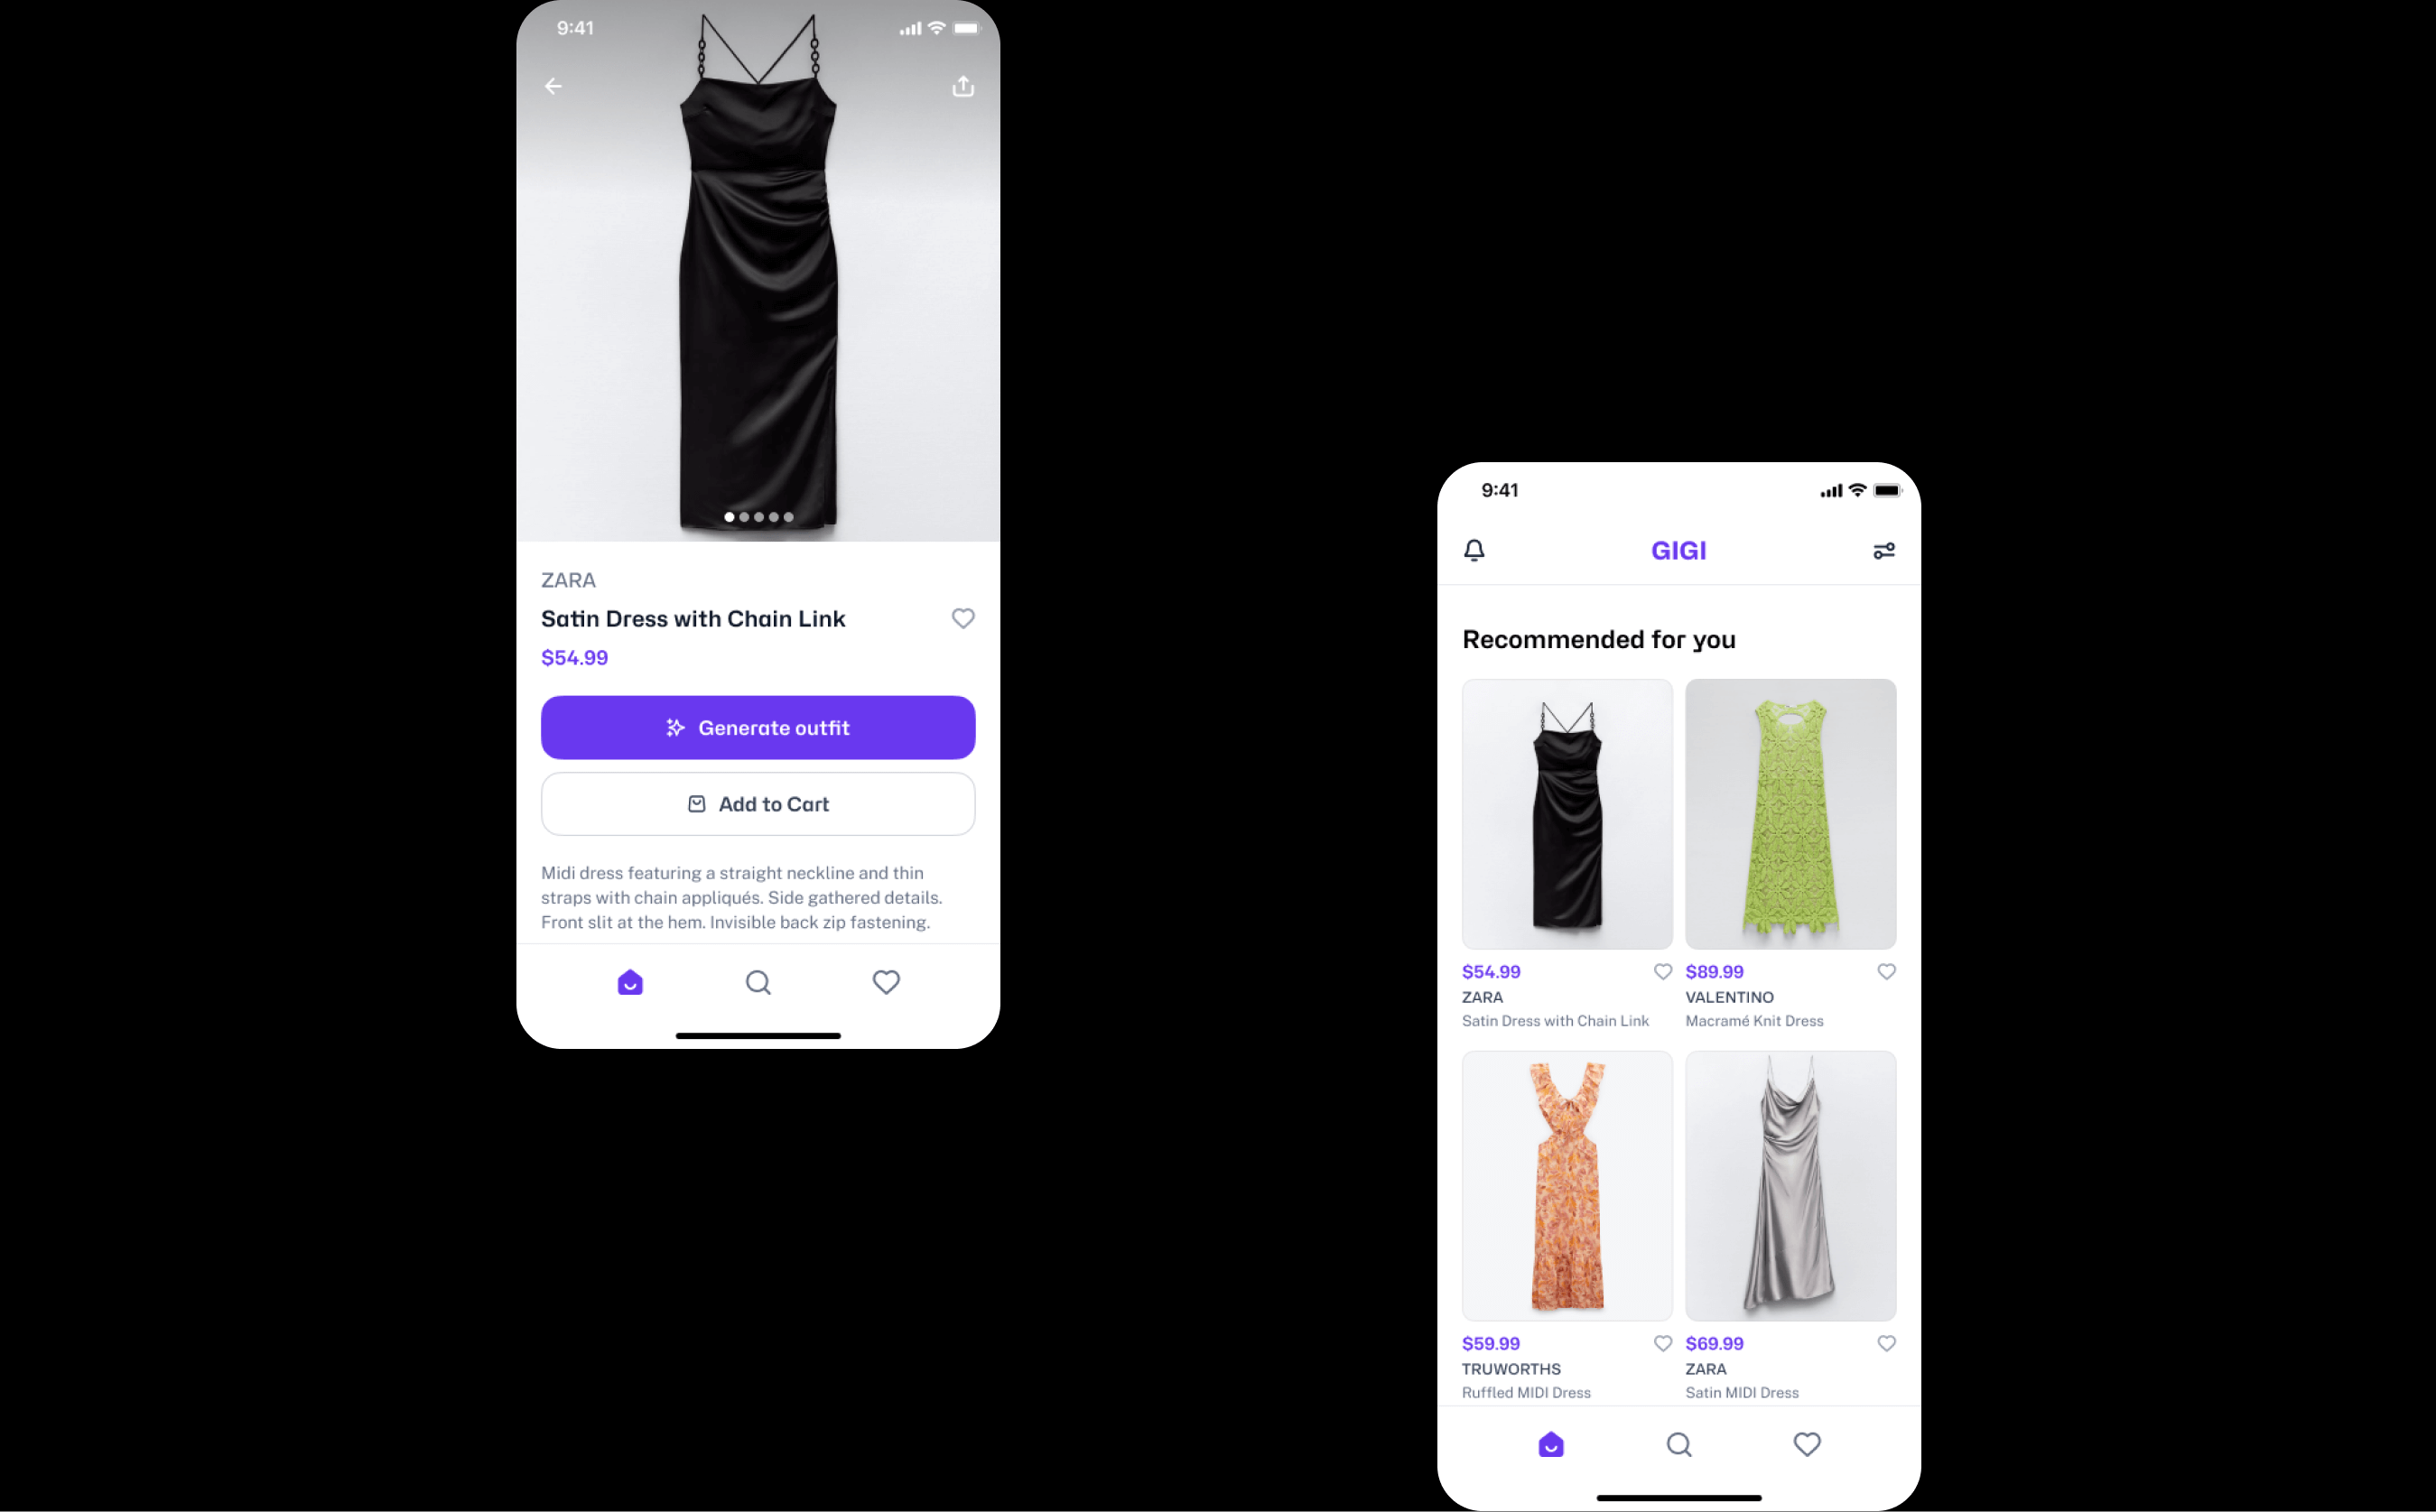 9:41
ZARA
Satin Dress with Chain Link
$54.99
Generate outfit
Add to Cart
Midi dress featuring a straight neckline and thin
straps with chain appliqués. Side gathered details.
Front slit at the hem. Invisible back zip fastening.
9:41
GIGI
Recommended for you
$54.99
ZARA
Satin Dress with Chain Link
$89.99
VALENTINO
Macramé Knit Dress
$59.99
TRUWORTHS
Ruffled MIDI Dress
$69.99
ZARA
Satin MIDI Dress